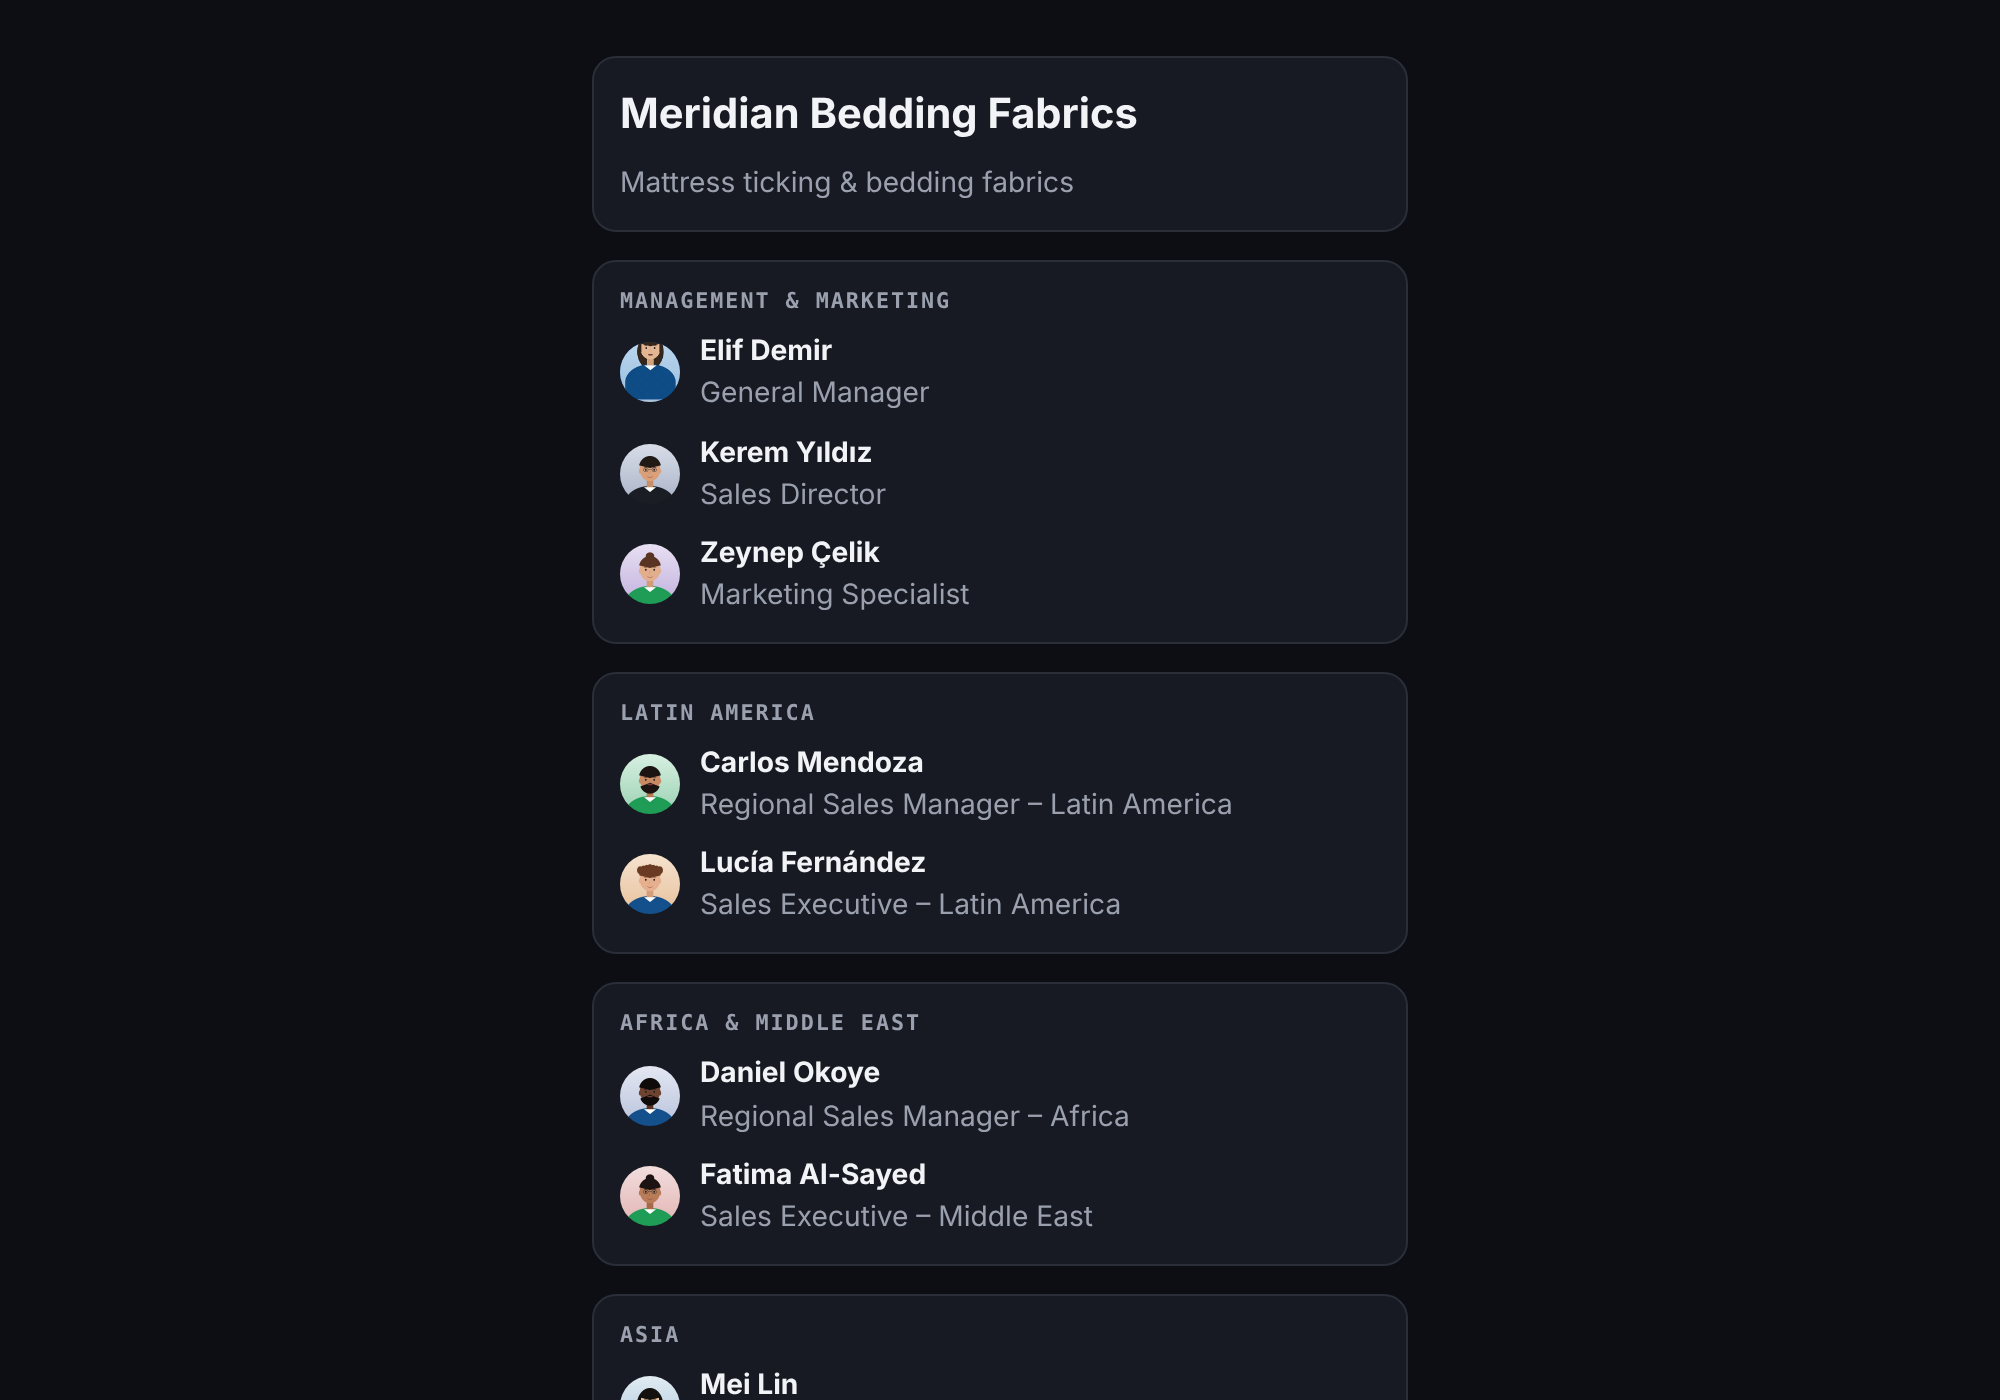 Meridian Bedding Fabrics
Mattress ticking & bedding fabrics
MANAGEMENT & MARKETING
Elif Demir
General Manager
Kerem Yıldız
Sales Director
Zeynep Çelik
Marketing Specialist
LATIN AMERICA
Carlos Mendoza
Regional Sales Manager – Latin America
Lucía Fernández
Sales Executive – Latin America
AFRICA & MIDDLE EAST
Daniel Okoye
Regional Sales Manager – Africa
Fatima Al-Sayed
Sales Executive – Middle East
ASIA
Mei Lin